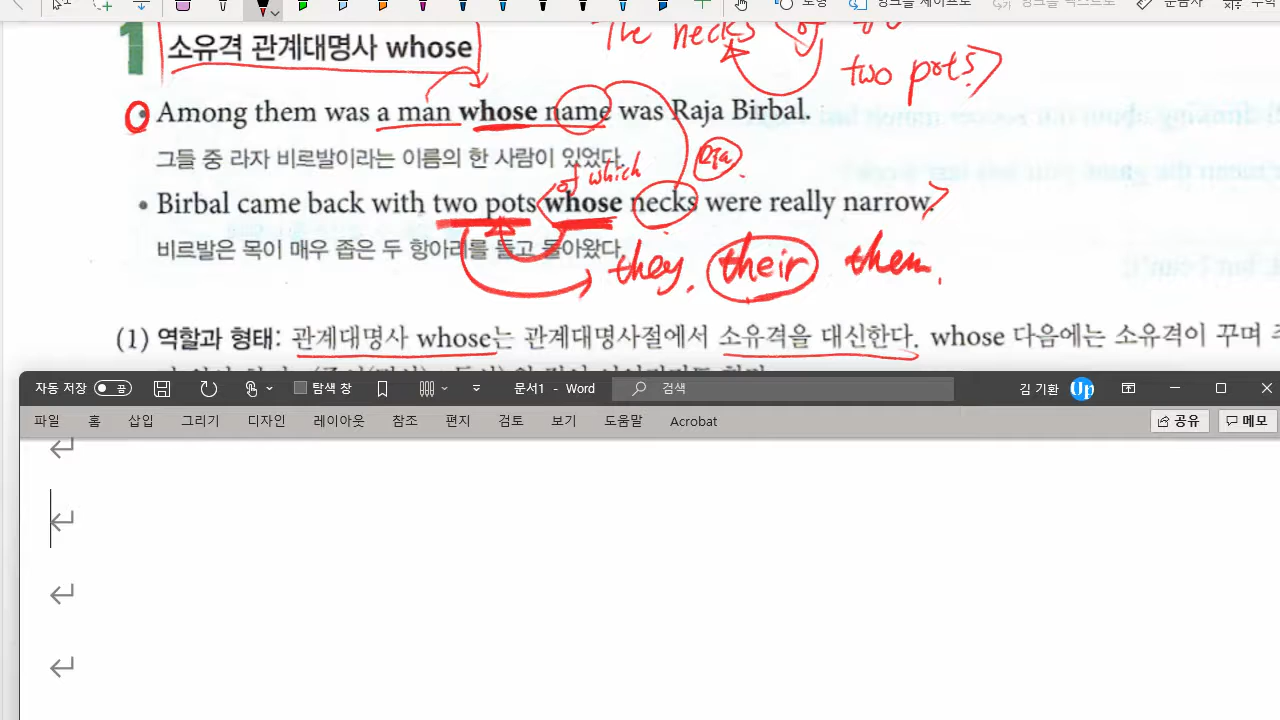 1 소유격 관계대명사 whose
The necks of
two pots
Among them was a man whose name was Raja Birbal.
그들 중 라자 비르발이라는 이름의 한 사람이 있었다.
of which
Birbal came back with two pots whose necks were really narrow.
비르발은 목이 매우 좁은 두 항아리를 들고 돌아왔다.
they, their them.
(1) 역할과 형태: 관계대명사 whose는 관계대명사절에서 소유격을 대신한다. whose 다음에는 소유격이 꾸며
자동 저장 끔 탐색 창 문서1 - Word 검색 김 기환 Up
파일 홈 삽입 그리기 디자인 레이아웃 참조 편지 검토 보기 도움말 Acrobat 공유 메모